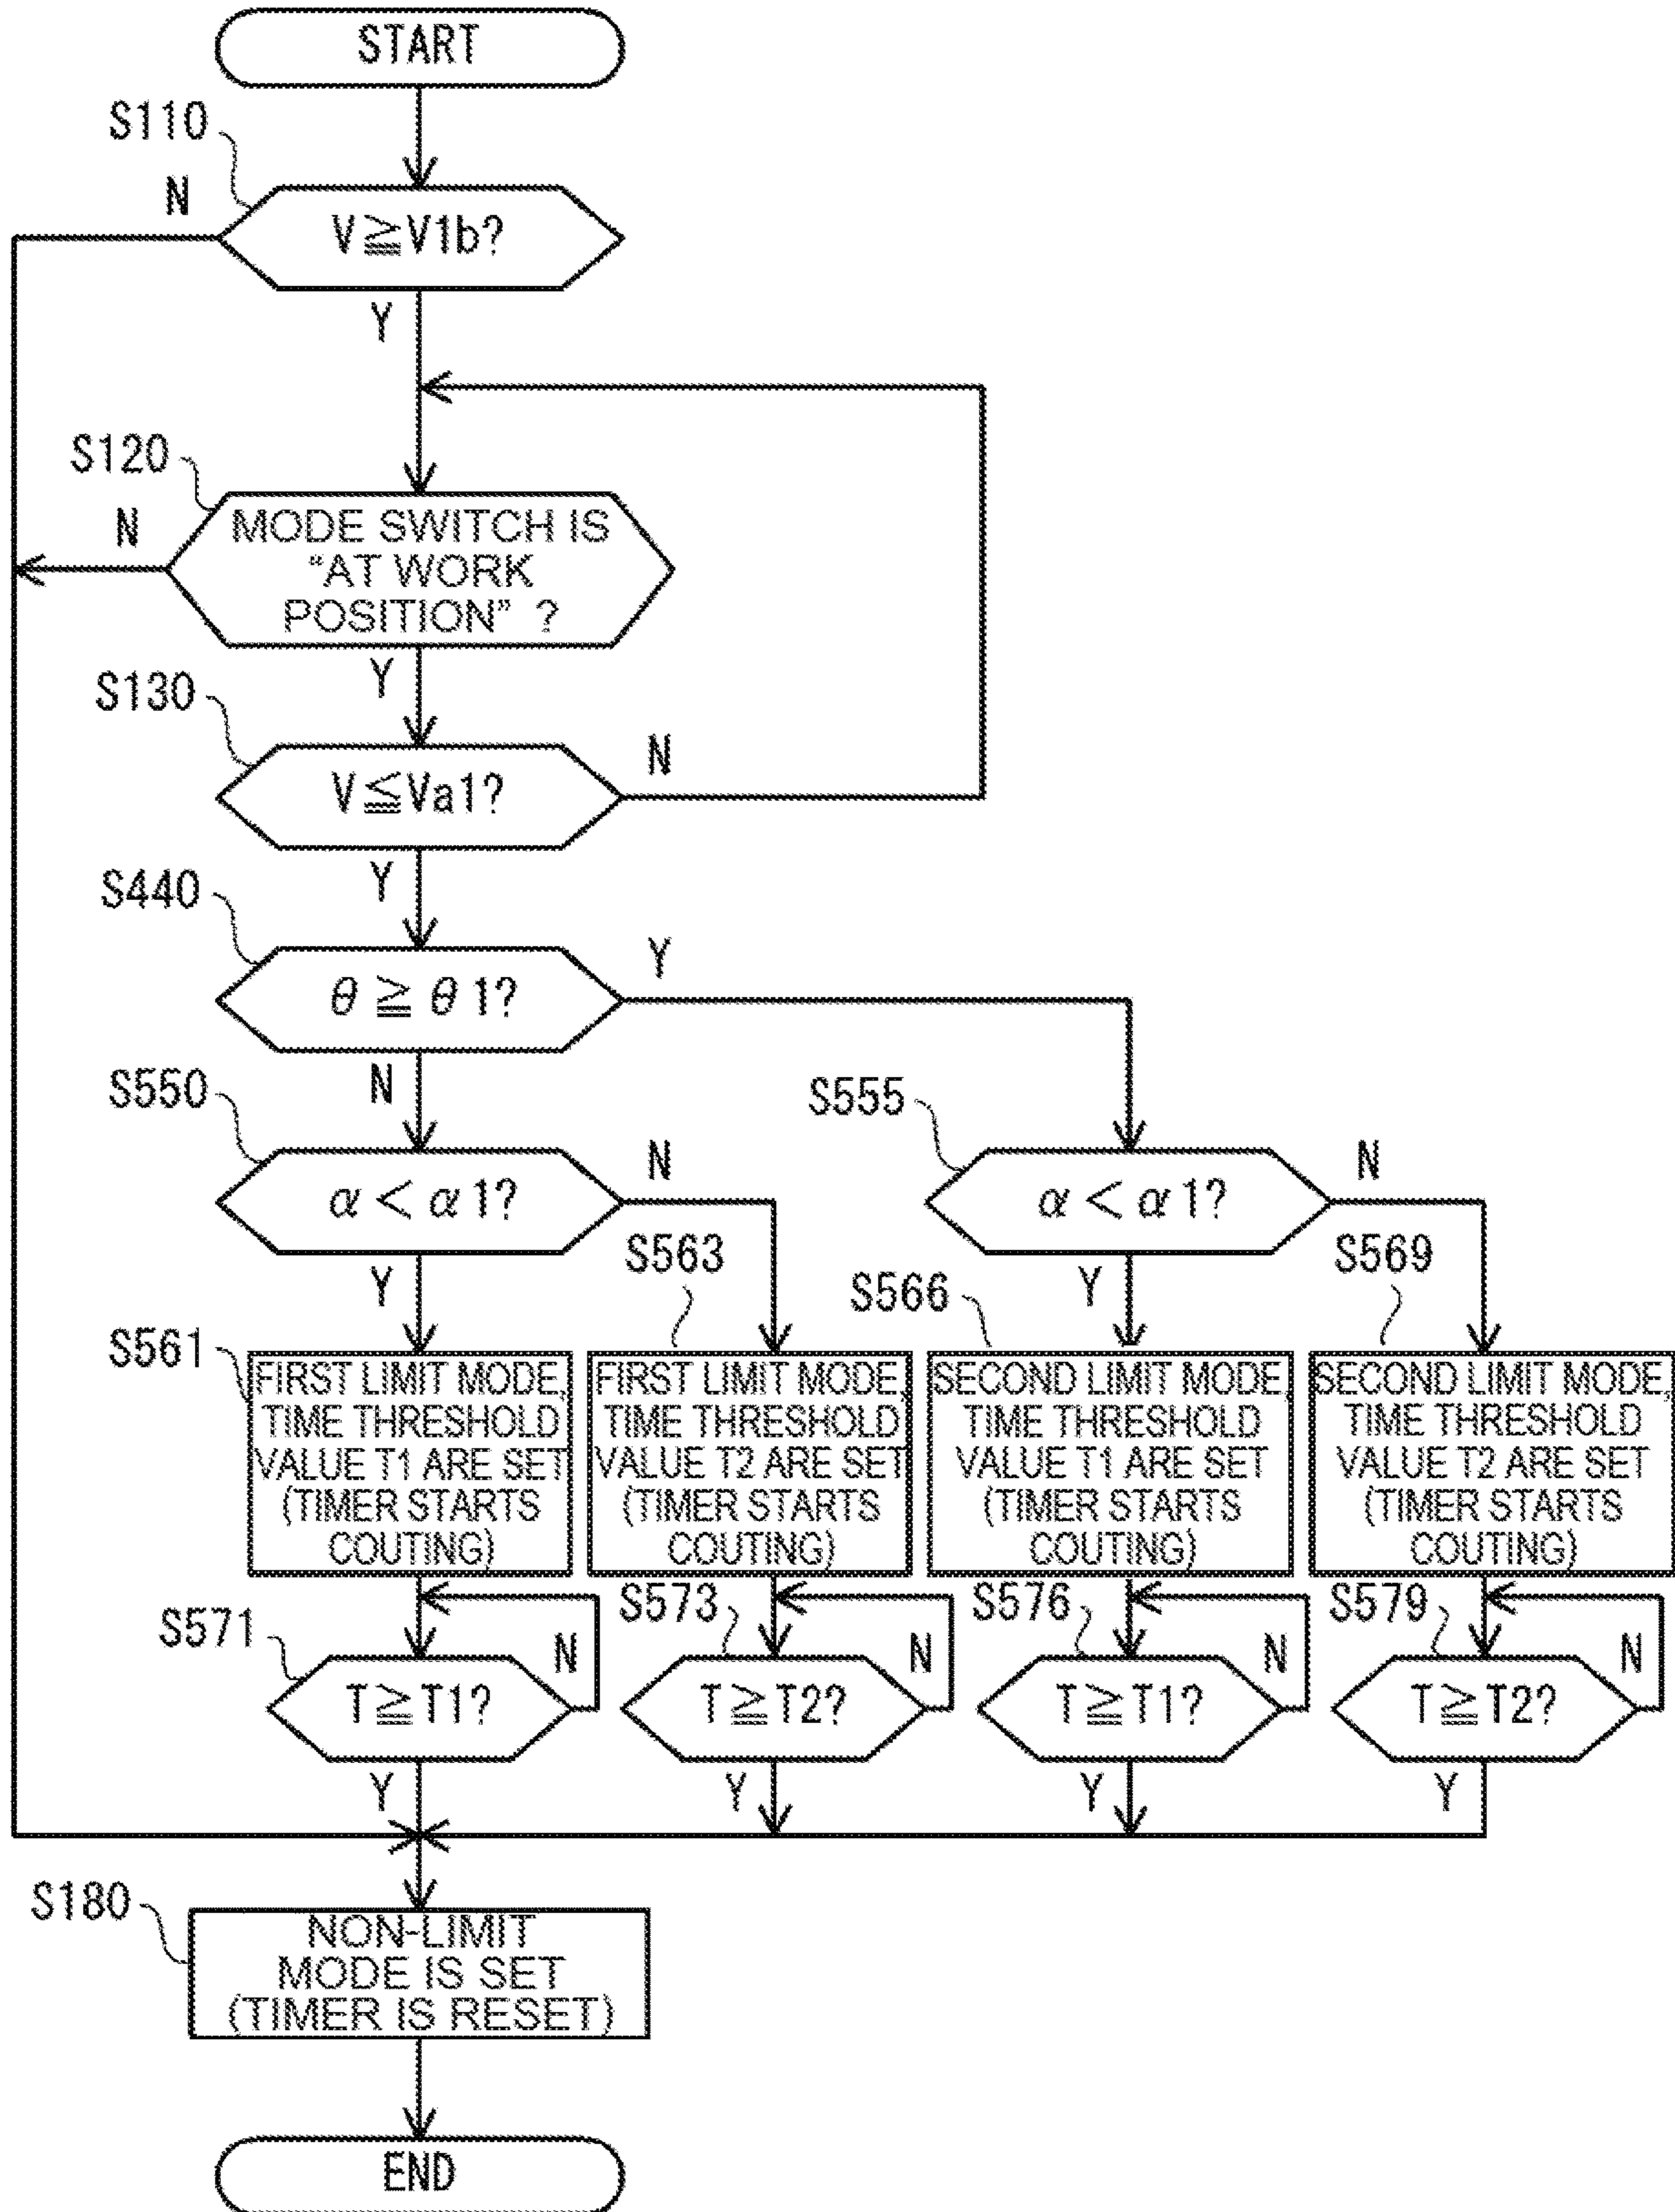 START
S110
N
V≧V1b?
Y
S120
N
MODE SWITCH IS
“AT WORK
POSITION” ?
Y
S130
V≦Va1?
N
Y
S440
θ ≧ θ 1?
Y
N
S550
α < α 1?
N
Y
S555
α < α 1?
N
Y
S561
FIRST LIMIT MODE,
TIME THRESHOLD
VALUE T1 ARE SET
(TIMER STARTS
COUTING)
S563
FIRST LIMIT MODE,
TIME THRESHOLD
VALUE T2 ARE SET
(TIMER STARTS
COUTING)
S566
SECOND LIMIT MODE,
TIME THRESHOLD
VALUE T1 ARE SET
(TIMER STARTS
COUTING)
S569
SECOND LIMIT MODE,
TIME THRESHOLD
VALUE T2 ARE SET
(TIMER STARTS
COUTING)
S571
T≧T1?
N
Y
S573
T≧T2?
N
Y
S576
T≧T1?
N
Y
S579
T≧T2?
N
Y
S180
NON-LIMIT
MODE IS SET
(TIMER IS RESET)
END